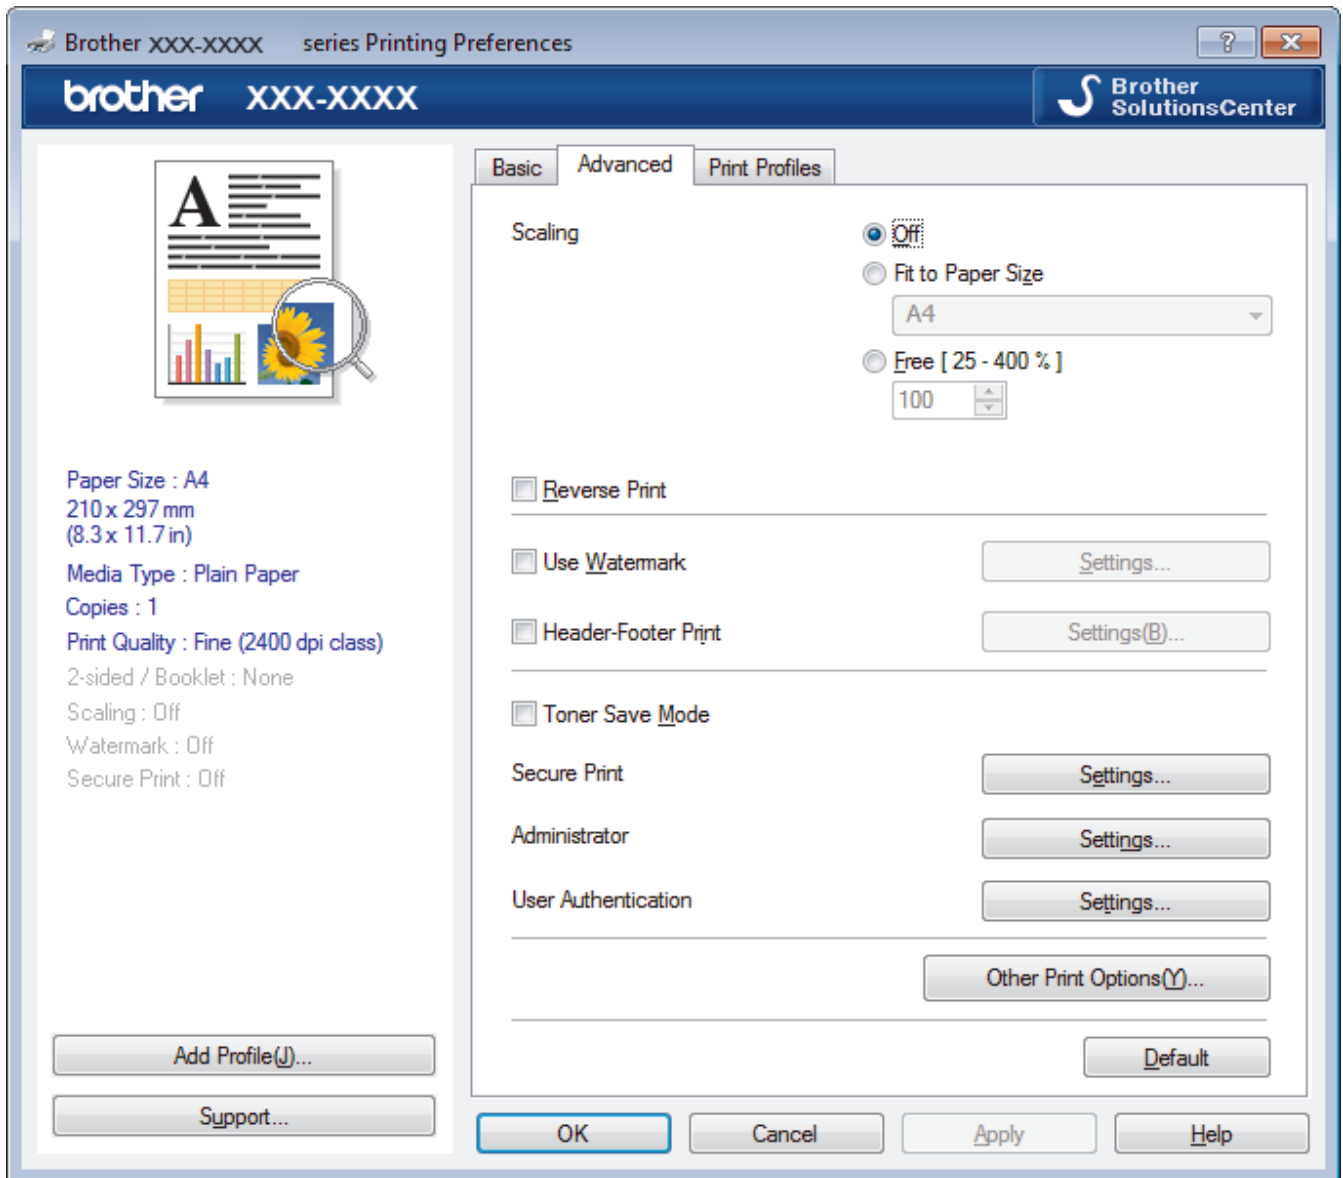 Brother XXX-XXXX series Printing Preferences
?
brother XXX-XXXX
Brother
SolutionsCenter
A
Paper Size : A4
210 x 297 mm
(8.3 x 11.7 in)
Media Type : Plain Paper
Copies : 1
Print Quality : Fine (2400 dpi class)
2-sided / Booklet : None
Scaling : Off
Watermark : Off
Secure Print : Off
Add Profile(J)...
Support...
Basic Advanced Print Profiles
Scaling Off
Fit to Paper Size
A4
Free [ 25 - 400 % ]
100
Reverse Print
Use Watermark Settings...
Header-Footer Print Settings(B)...
Toner Save Mode
Secure Print Settings...
Administrator Settings...
User Authentication Settings...
Other Print Options(Y)...
Default
OK Cancel Apply Help